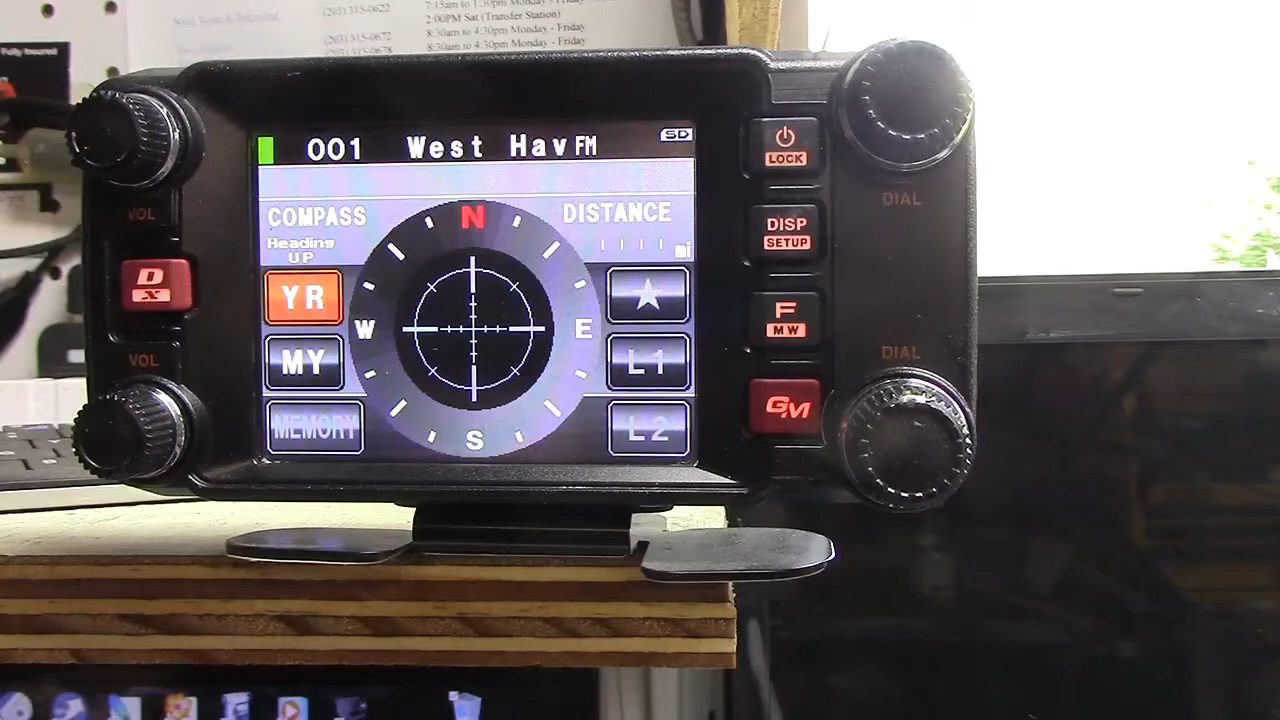 (203) 315-0622
7:15am to 1:30pm Monday - Friday
2:00PM Sat (Transfer Station)
(203) 315-0672
8:30am to 4:30pm Monday - Friday
(203) 315-0678
8:30am to 4:30pm Monday - Friday
Fully Insured
001 West Hav FM SD
COMPASS
DISTANCE
Heading
UP
mi
N
W
E
S
YR
MY
MEMORY
★
L1
L2
VOL
D X
VOL
LOCK
DISP
SETUP
F
MW
GM
DIAL
DIAL